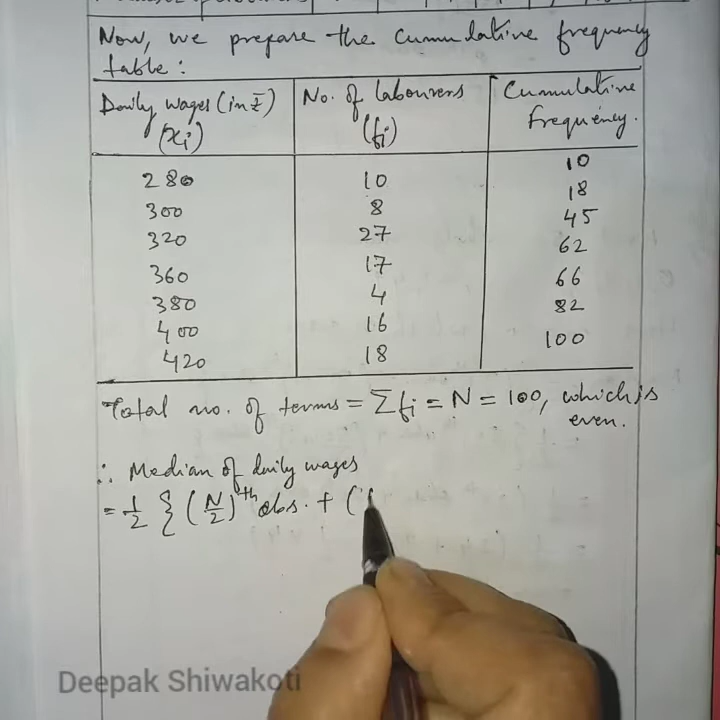 Now, we prepare the cummulative frequency
table:
Daily wages (in ₹) No. of labourers Cummulative
(xi) (fi) frequency.
280 10 10
300 8 18
320 27 45
360 17 62
380 4 66
400 16 82
420 18 100
Total no. of terms = Σfi = N = 100, which is
even.
∴ Median of daily wages
= 1/2 { (N/2)th obs. + (
Deepak Shiwakoti